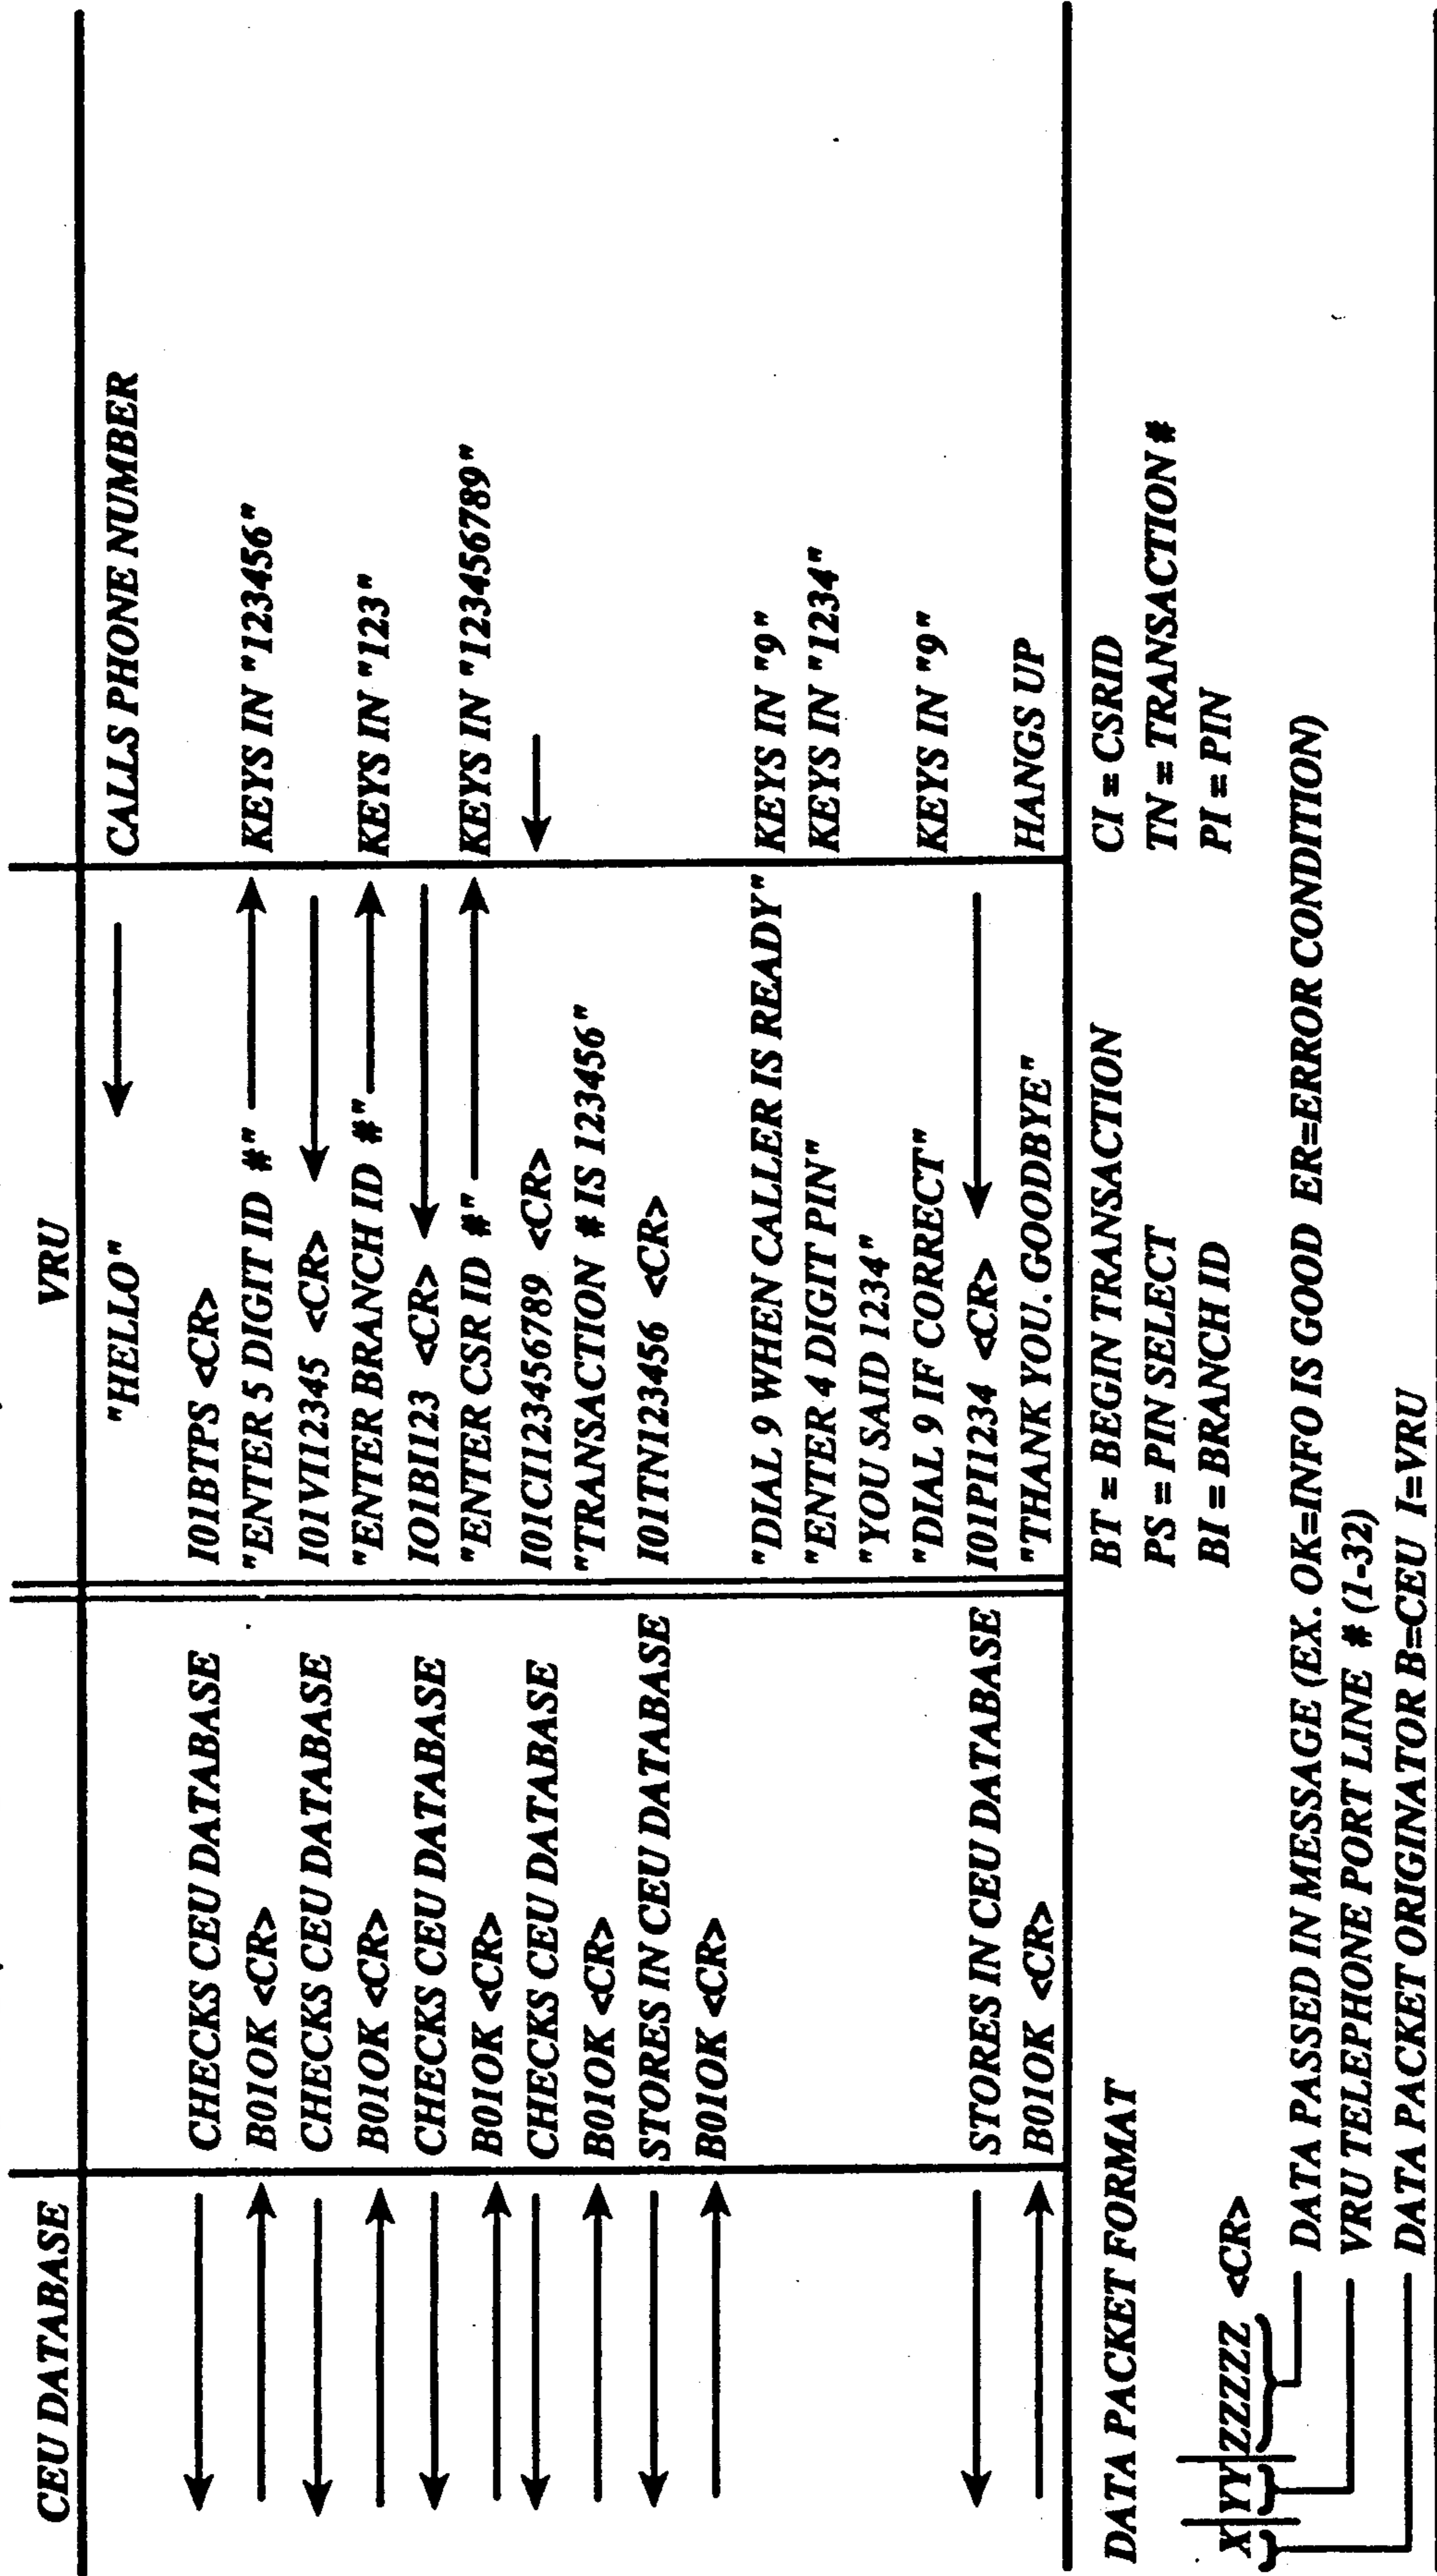 CEU DATABASE VRU
"HELLO" CALLS PHONE NUMBER
CHECKS CEU DATABASE I01BTPS <CR>
B01OK <CR> "ENTER 5 DIGIT ID #" KEYS IN "123456"
CHECKS CEU DATABASE I01VI12345 <CR>
B01OK <CR> "ENTER BRANCH ID #" KEYS IN "123"
CHECKS CEU DATABASE IO1BI123 <CR>
B01OK <CR> "ENTER CSR ID #" KEYS IN "123456789"
CHECKS CEU DATABASE I01CI123456789 <CR>
B01OK <CR> "TRANSACTION # IS 123456"
STORES IN CEU DATABASE I01TN123456 <CR>
B01OK <CR>
"DIAL 9 WHEN CALLER IS READY" KEYS IN "9"
"ENTER 4 DIGIT PIN" KEYS IN "1234"
"YOU SAID 1234"
"DIAL 9 IF CORRECT" KEYS IN "9"
STORES IN CEU DATABASE I01PI1234 <CR>
B01OK <CR> "THANK YOU. GOODBYE" HANGS UP
DATA PACKET FORMAT BT = BEGIN TRANSACTION CI = CSRID
PS = PIN SELECT TN = TRANSACTION #
BI = BRANCH ID PI = PIN
X YY ZZZZZ <CR>
DATA PASSED IN MESSAGE (EX. OK=INFO IS GOOD ER=ERROR CONDITION)
VRU TELEPHONE PORT LINE # (1-32)
DATA PACKET ORIGINATOR B=CEU I=VRU